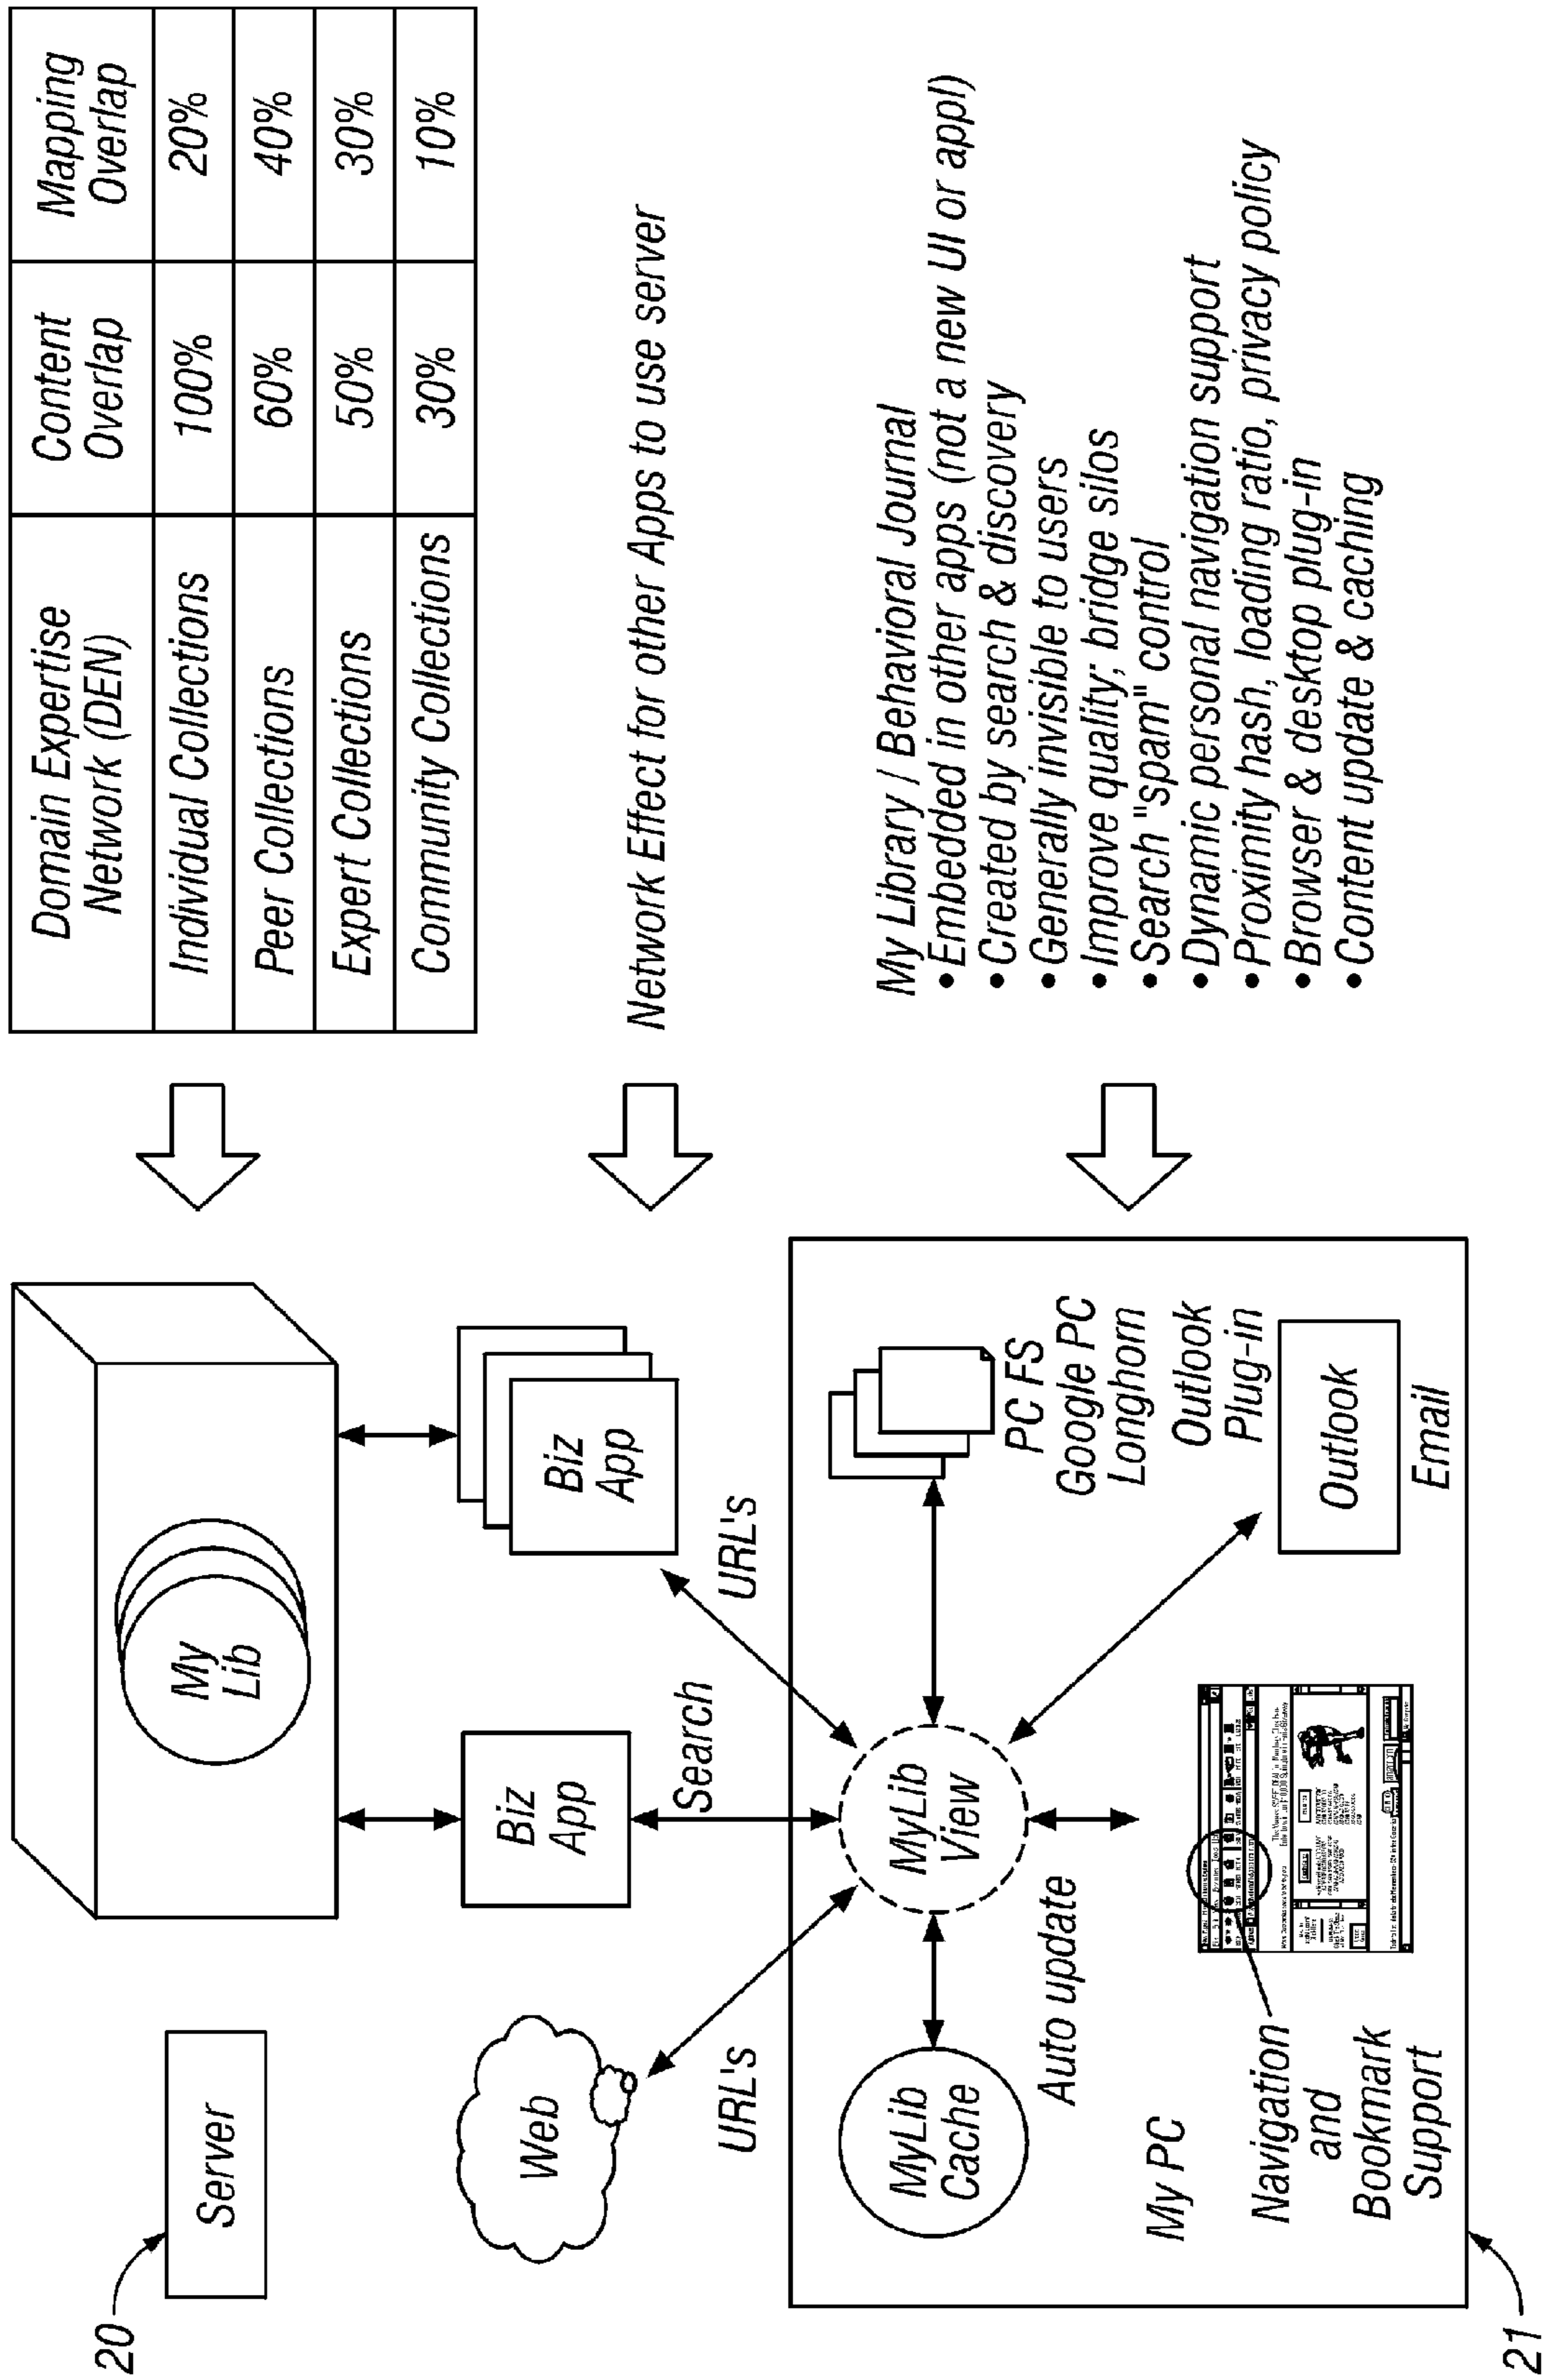 20
Server
My
Lib
Domain Expertise
Network (DEN)
Content
Overlap
Mapping
Overlap
Individual Collections
100%
20%
Peer Collections
60%
40%
Expert Collections
50%
30%
Community Collections
30%
10%
Web
Biz
App
Biz
App
Network Effect for other Apps to use server
URL's
Search
URL's
MyLib
Cache
MyLib
View
Auto update
PC FS
Google PC
Longhorn
Outlook
Plug-in
Outlook
Email
My PC
Navigation
and
Bookmark
Support
My Library / Behavioral Journal
• Embedded in other apps (not a new UI or appl)
• Created by search & discovery
• Generally invisible to users
• Improve quality; bridge silos
• Search "spam" control
• Dynamic personal navigation support
• Proximity hash, loading ratio, privacy policy
• Browser & desktop plug-in
• Content update & caching
21